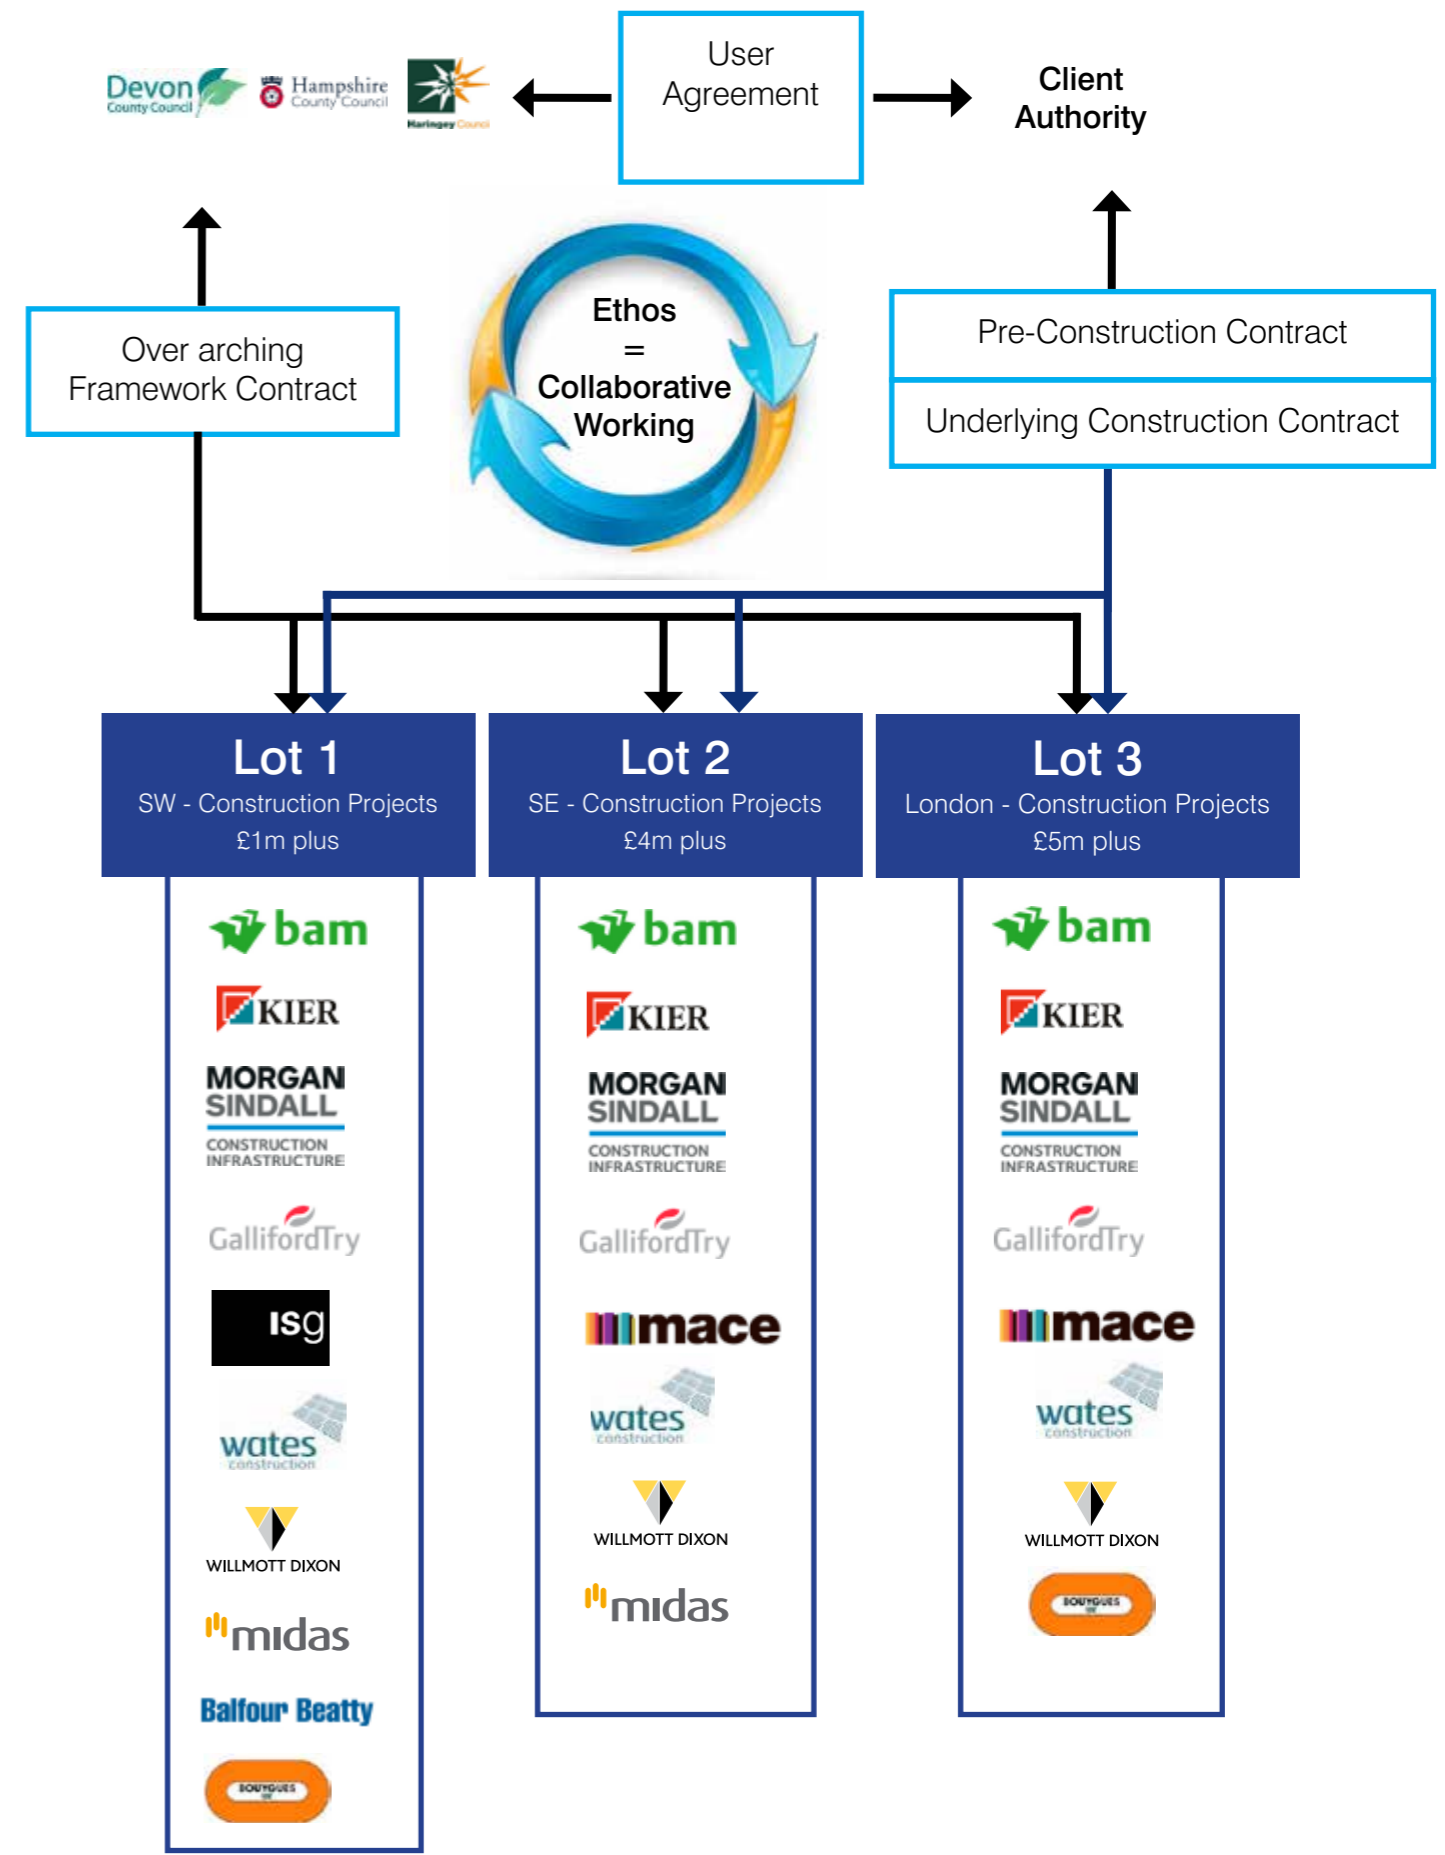 User
Agreement
Devon
County Council
Hampshire
County Council
Haringey Council
Client
Authority
Ethos
=
Collaborative
Working
Over arching
Framework Contract
Pre-Construction Contract
Underlying Construction Contract
Lot 1
SW - Construction Projects
£1m plus
bam
KIER
MORGAN
SINDALL
CONSTRUCTION
INFRASTRUCTURE
GallifordTry
ISg
wates
construction
WILLMOTT DIXON
midas
Balfour Beatty
BOUYGUES
Lot 2
SE - Construction Projects
£4m plus
bam
KIER
MORGAN
SINDALL
CONSTRUCTION
INFRASTRUCTURE
GallifordTry
mace
wates
construction
WILLMOTT DIXON
midas
Lot 3
London - Construction Projects
£5m plus
bam
KIER
MORGAN
SINDALL
CONSTRUCTION
INFRASTRUCTURE
GallifordTry
mace
wates
construction
WILLMOTT DIXON
BOUYGUES